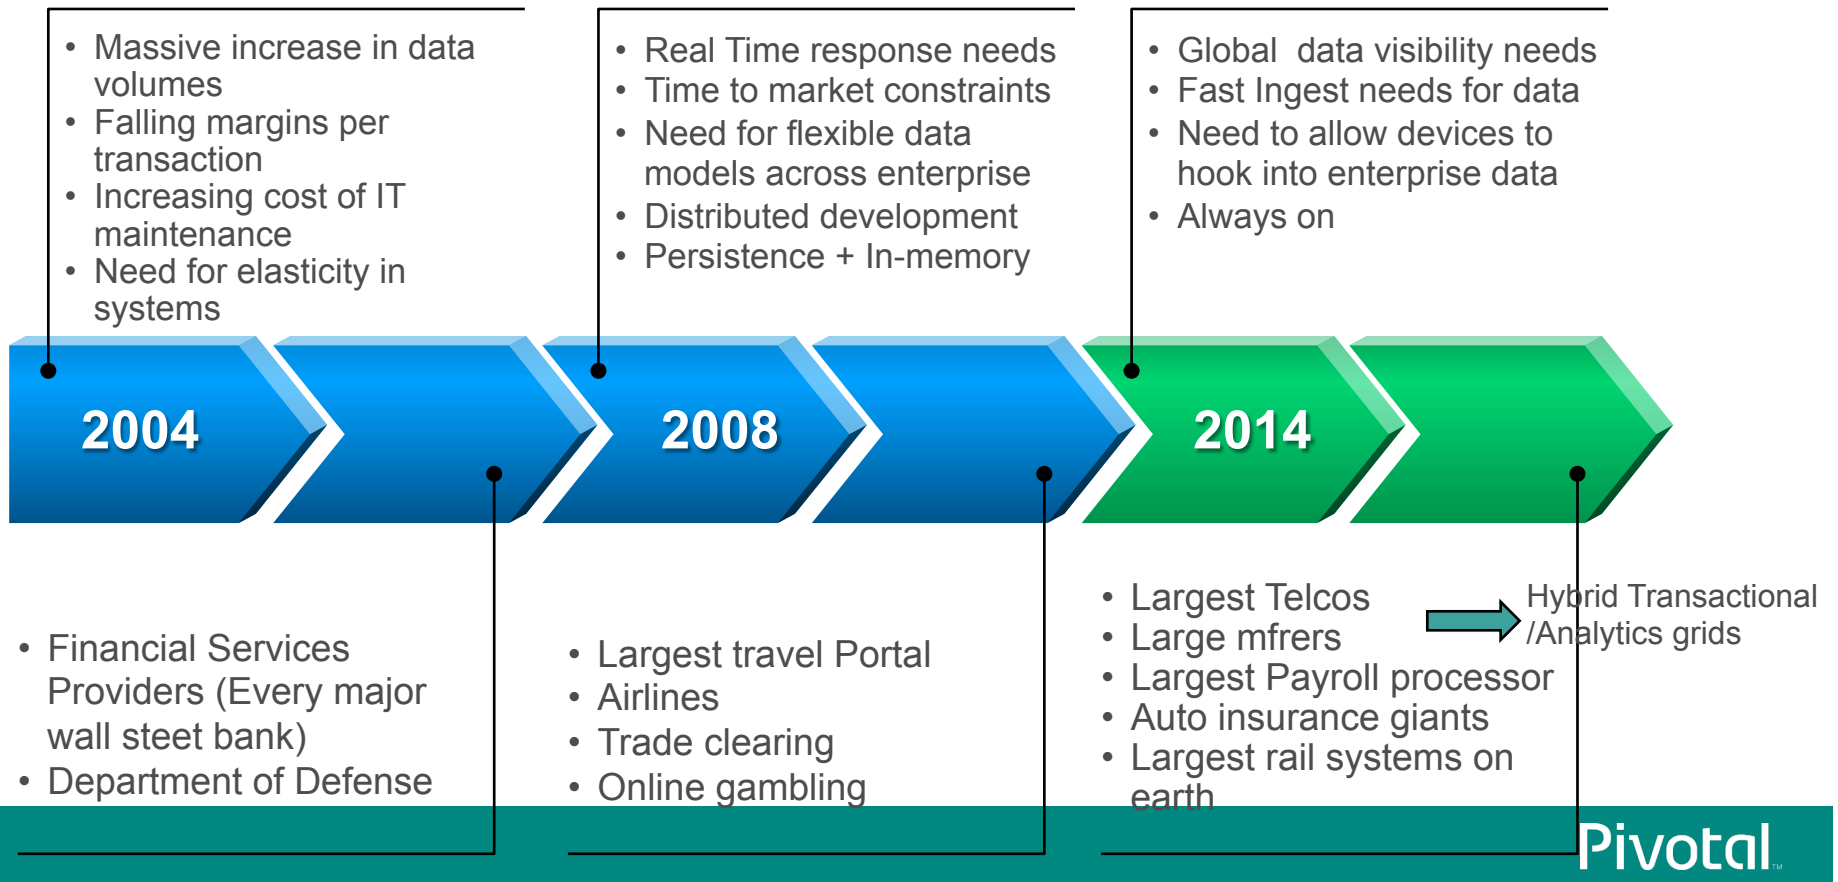 • Massive increase in data
volumes
• Falling margins per
transaction
• Increasing cost of IT
maintenance
• Need for elasticity in
systems
• Real Time response needs
• Time to market constraints
• Need for flexible data
models across enterprise
• Distributed development
• Persistence + In-memory
• Global data visibility needs
• Fast Ingest needs for data
• Need to allow devices to
hook into enterprise data
• Always on
2004
2008
2014
• Financial Services
Providers (Every major
wall steet bank)
• Department of Defense
• Largest travel Portal
• Airlines
• Trade clearing
• Online gambling
• Largest Telcos
• Large mfrers
• Largest Payroll processor
• Auto insurance giants
• Largest rail systems on
earth
Hybrid Transactional
/Analytics grids
Pivotal™